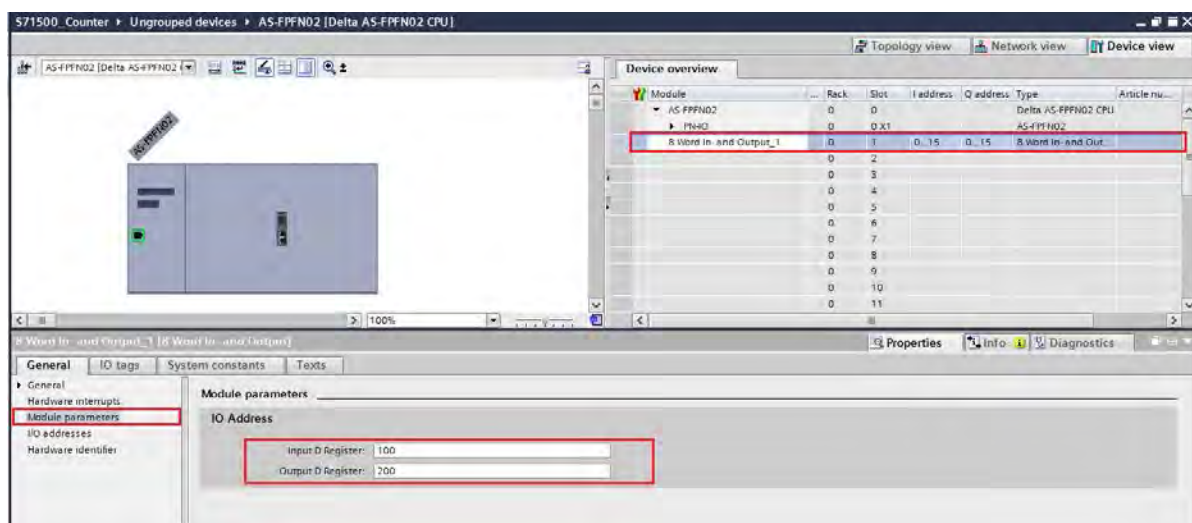 S71500_Counter ▸ Ungrouped devices ▸ AS-FPFN02 [Delta AS-FPFN02 CPU]
Topology view Network view Device view
AS-FPFN02 [Delta AS-FPFN02
AS-FPFN02
100%
Device overview
Module ... Rack Slot I address Q address Type Article nu...
AS-FPFN02 0 0 Delta AS-FPFN02 CPU
PN-IO 0 0 X1 AS-FPFN02
8 Word In- and Output_1 0 1 0...15 0...15 8 Word In- and Out...
0 2
0 3
0 4
0 5
0 6
0 7
0 8
0 9
0 10
0 11
8 Word In- and Output_1 [8 Word In- and Output]
Properties Info Diagnostics
General IO tags System constants Texts
General
Hardware interrupts
Module parameters
I/O addresses
Hardware identifier
Module parameters
IO Address
Input D Register: 100
Output D Register: 200